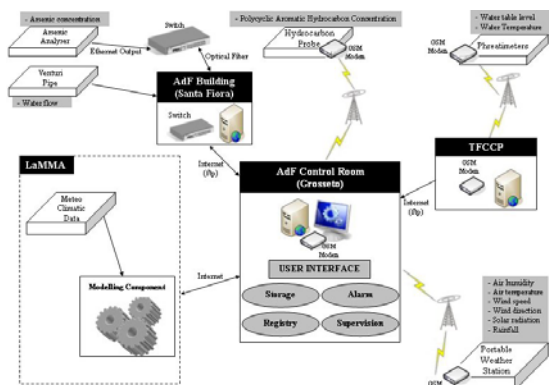 - Arsenic concentration
Arsenic
Analyzer
Switch
Ethernet Output
Optical Fiber
Venturi
Pipe
- Water flow
AdF Building
(Santa Fiora)
Switch
- Polycyclic Aromatic Hydrocarbon Concentration
Hydrocarbon
Probe
GSM
Modem
- Water table level
- Water Temperature
Phreatimeters
GSM
Modem
TFCCP
GSM
Modem
Internet
(ftp)
Internet
(ftp)
LaMMA
Meteo
Climatic
Data
Modelling Component
Internet
AdF Control Room
(Grosseto)
GSM
Modem
USER INTERFACE
Storage
Alarm
Registry
Supervision
- Air humidity
- Air temperature
- Wind speed
- Wind direction
- Solar radiation
- Rainfall
GSM
Modem
Portable
Weather
Station